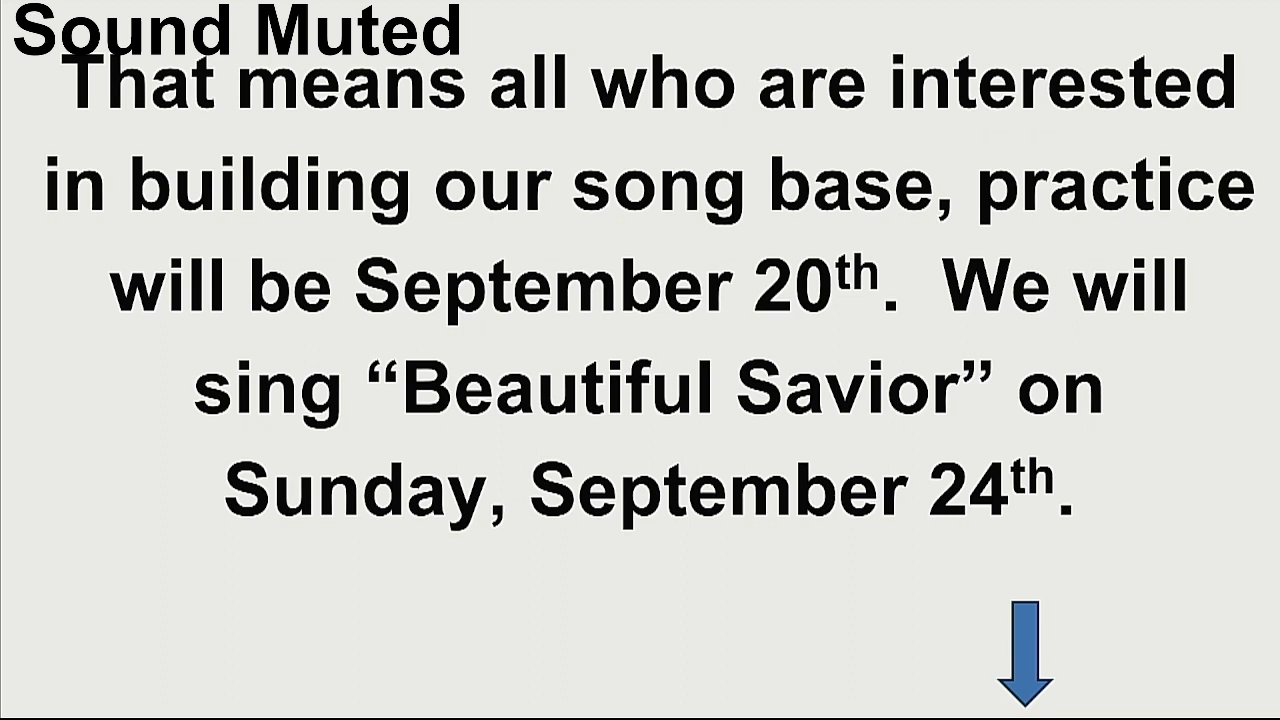 Sound Muted
That means all who are interested
in building our song base, practice
will be September 20th.  We will
sing “Beautiful Savior” on
Sunday, September 24th.